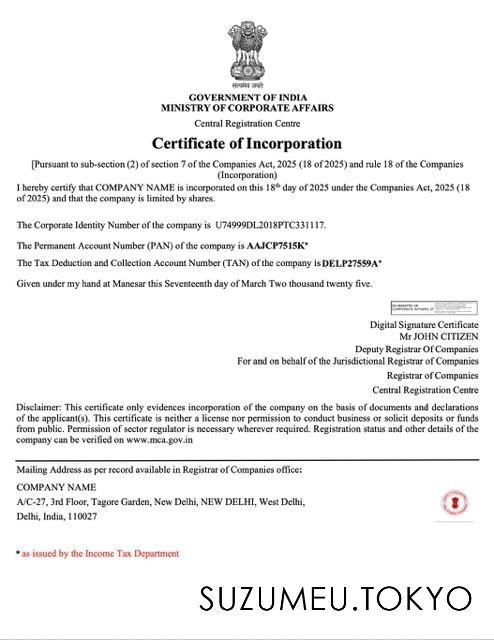 सत्यमेव जयते
GOVERNMENT OF INDIA
MINISTRY OF CORPORATE AFFAIRS
Central Registration Centre
Certificate of Incorporation
[Pursuant to sub-section (2) of section 7 of the Companies Act, 2025 (18 of 2025) and rule 18 of the Companies
(Incorporation)
I hereby certify that COMPANY NAME is incorporated on this 18th day of 2025 under the Companies Act, 2025 (18
of 2025) and that the company is limited by shares.
The Corporate Identity Number of the company is U74999DL2018PTC331117.
The Permanent Account Number (PAN) of the company is AAJCP7515K*
The Tax Deduction and Collection Account Number (TAN) of the company is DELP27559A*
Given under my hand at Manesar this Seventeenth day of March Two thousand twenty five.
DS MINISTRY OF
CORPORATE AFFAIRS
Digital Signature Certificate
Mr JOHN CITIZEN
Deputy Registrar Of Companies
For and on behalf of the Jurisdictional Registrar of Companies
Registrar of Companies
Central Registration Centre
Disclaimer: This certificate only evidences incorporation of the company on the basis of documents and declarations
of the applicant(s). This certificate is neither a license nor permission to conduct business or solicit deposits or funds
from public. Permission of sector regulator is necessary wherever required. Registration status and other details of the
company can be verified on www.mca.gov.in
Mailing Address as per record available in Registrar of Companies office:
COMPANY NAME
A/C-27, 3rd Floor, Tagore Garden, New Delhi, NEW DELHI, West Delhi,
Delhi, India, 110027
* as issued by the Income Tax Department
SUZUMEU.TOKYO